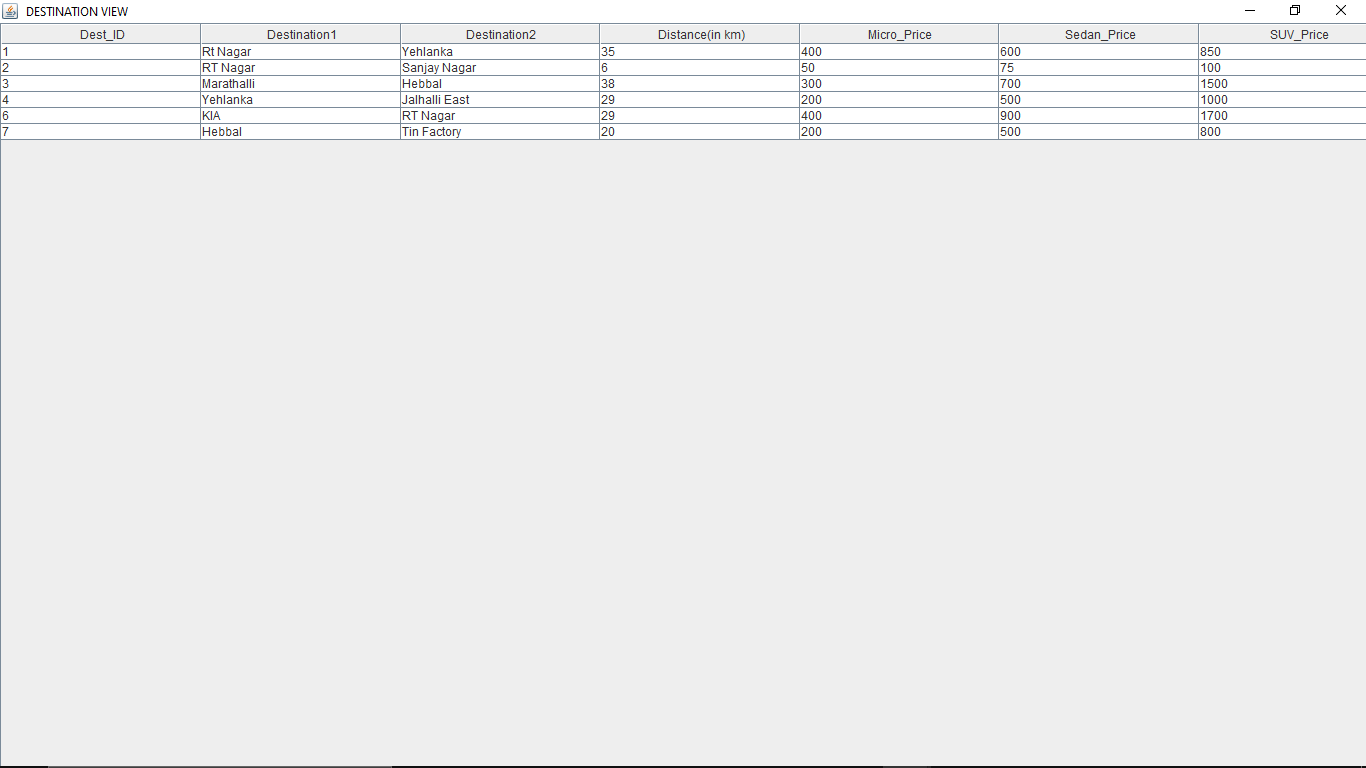 DESTINATION VIEW
Dest_ID Destination1 Destination2 Distance(in km) Micro_Price Sedan_Price SUV_Price
1 Rt Nagar Yehlanka 35 400 600 850
2 RT Nagar Sanjay Nagar 6 50 75 100
3 Marathalli Hebbal 38 300 700 1500
4 Yehlanka Jalhalli East 29 200 500 1000
6 KIA RT Nagar 29 400 900 1700
7 Hebbal Tin Factory 20 200 500 800